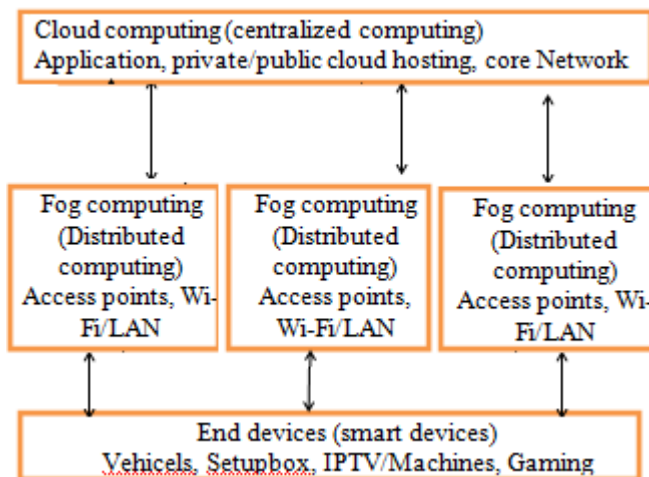 Cloud computing (centralized computing)
Application, private/public cloud hosting, core Network
Fog computing
(Distributed
computing)
Access points, Wi-
Fi/LAN
Fog computing
(Distributed
computing)
Access points,
Wi-Fi/LAN
Fog computing
(Distributed
computing)
Access points, Wi-
Fi/LAN
End devices (smart devices)
Vehicels, Setupbox, IPTV/Machines, Gaming